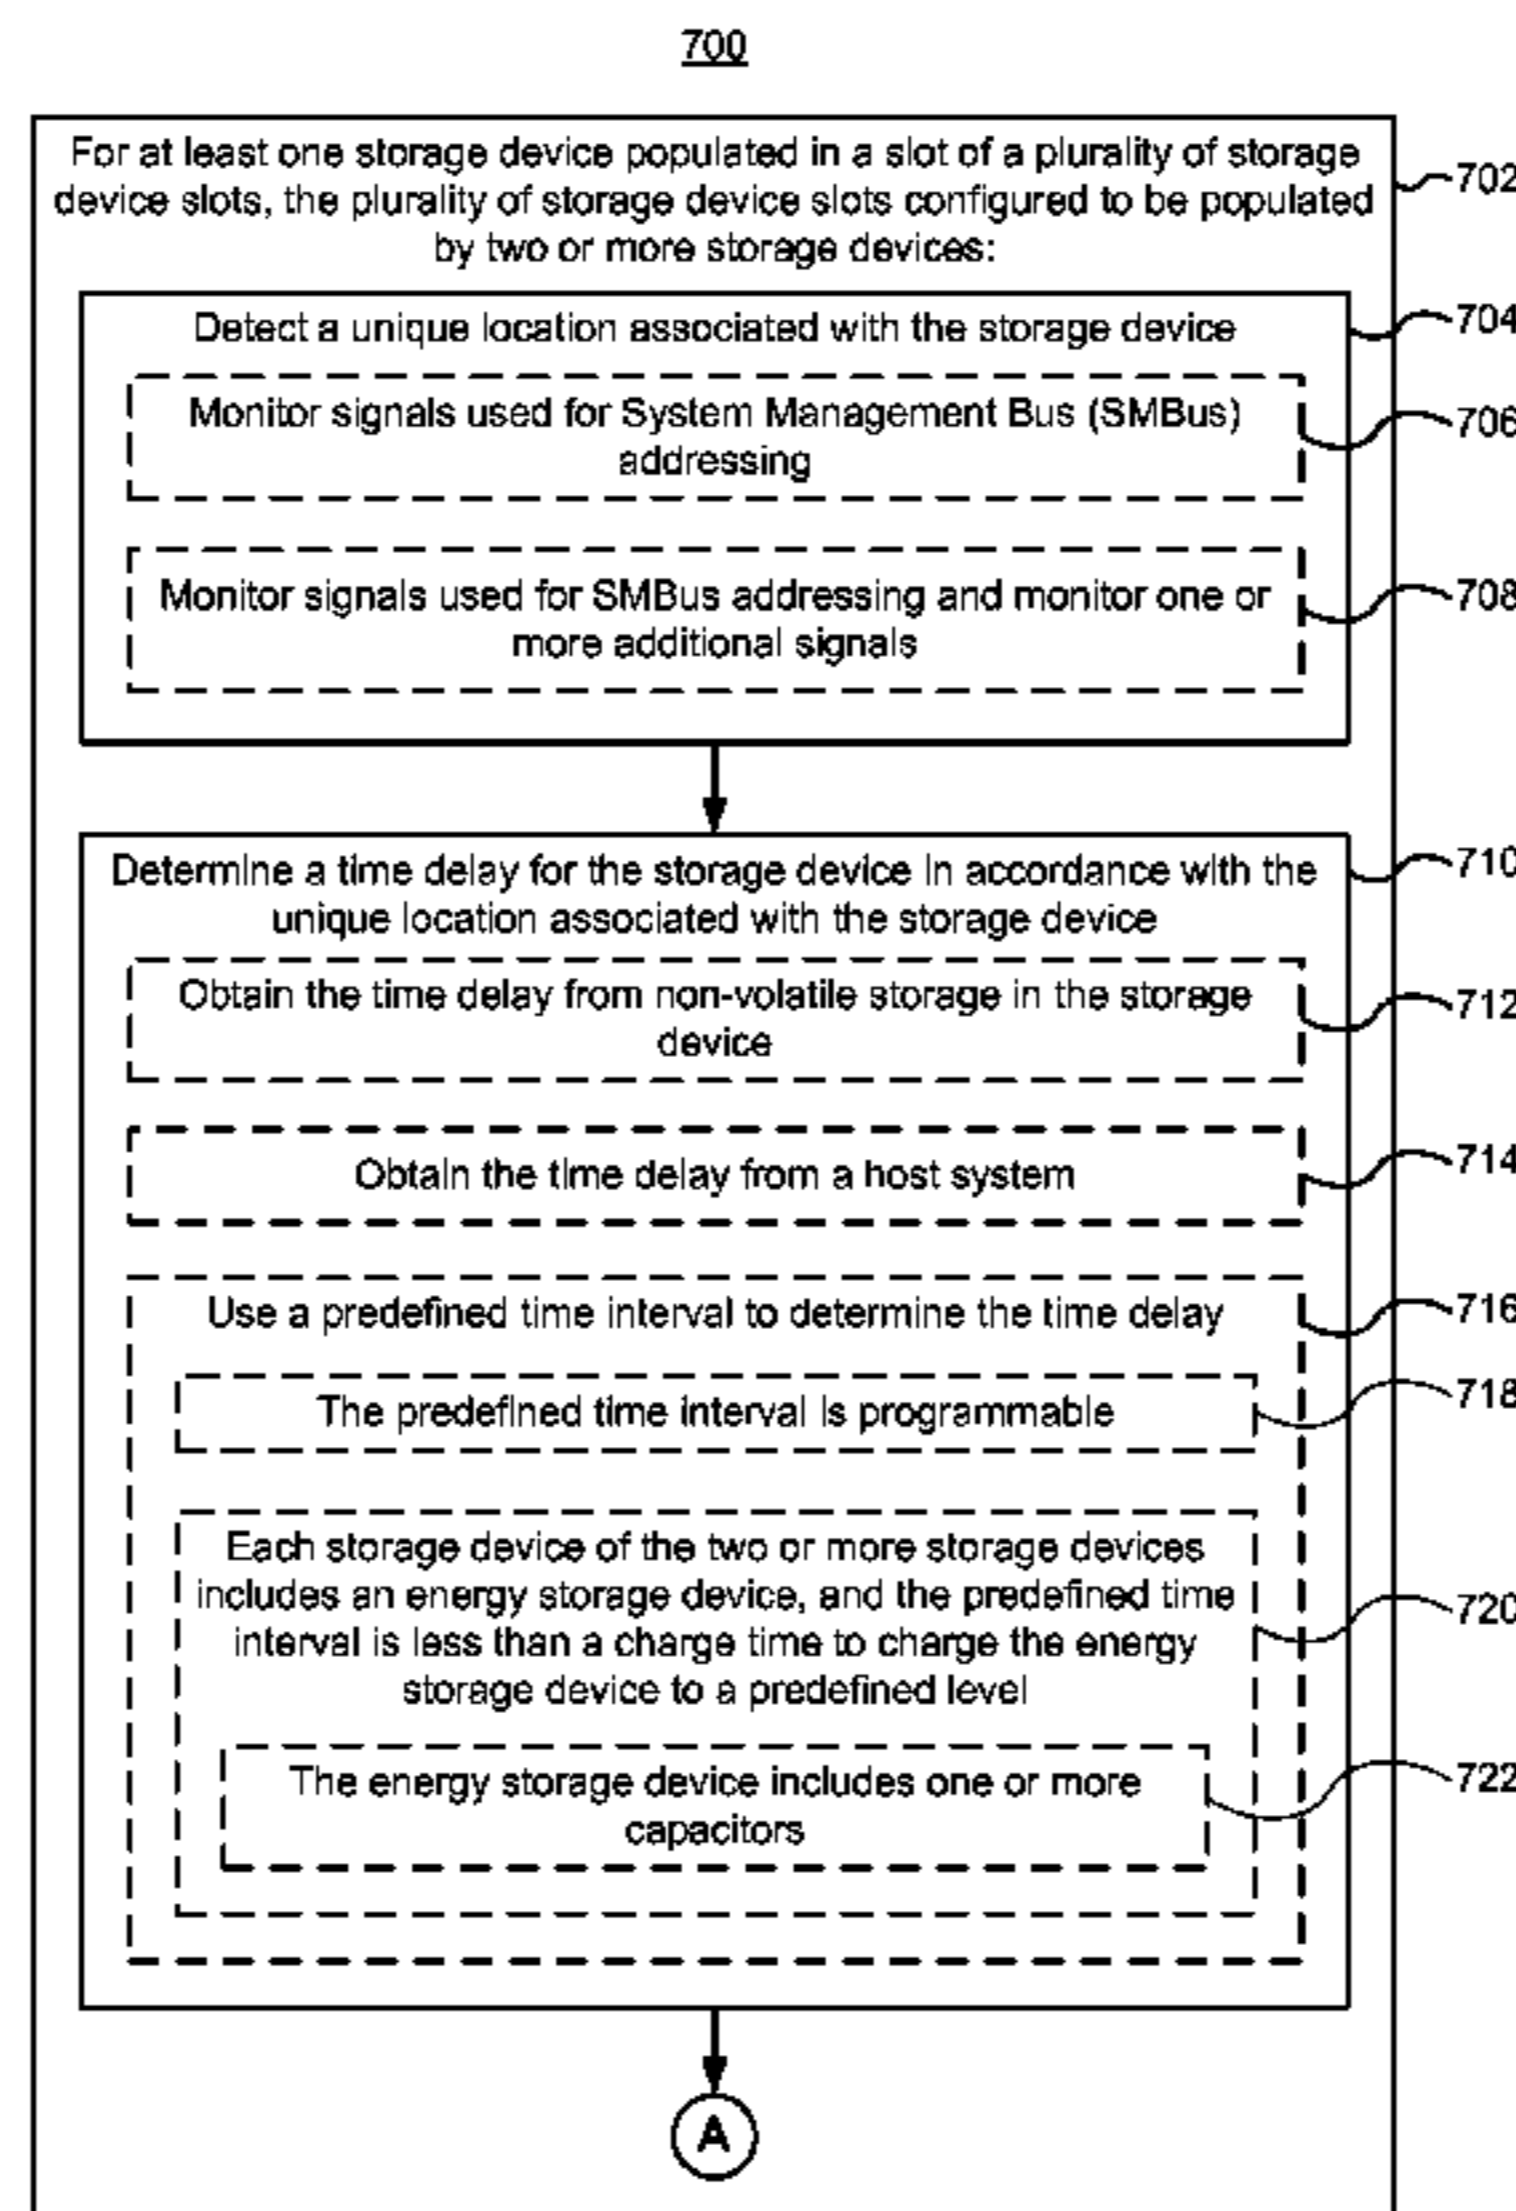 700
For at least one storage device populated in a slot of a plurality of storage
device slots, the plurality of storage device slots configured to be populated
by two or more storage devices:
702
Detect a unique location associated with the storage device
704
Monitor signals used for System Management Bus (SMBus)
addressing
706
Monitor signals used for SMBus addressing and monitor one or
more additional signals
708
Determine a time delay for the storage device in accordance with the
unique location associated with the storage device
710
Obtain the time delay from non-volatile storage in the storage
device
712
Obtain the time delay from a host system
714
Use a predefined time interval to determine the time delay
716
The predefined time interval is programmable
718
Each storage device of the two or more storage devices
includes an energy storage device, and the predefined time
interval is less than a charge time to charge the energy
storage device to a predefined level
720
The energy storage device includes one or more
capacitors
722
A